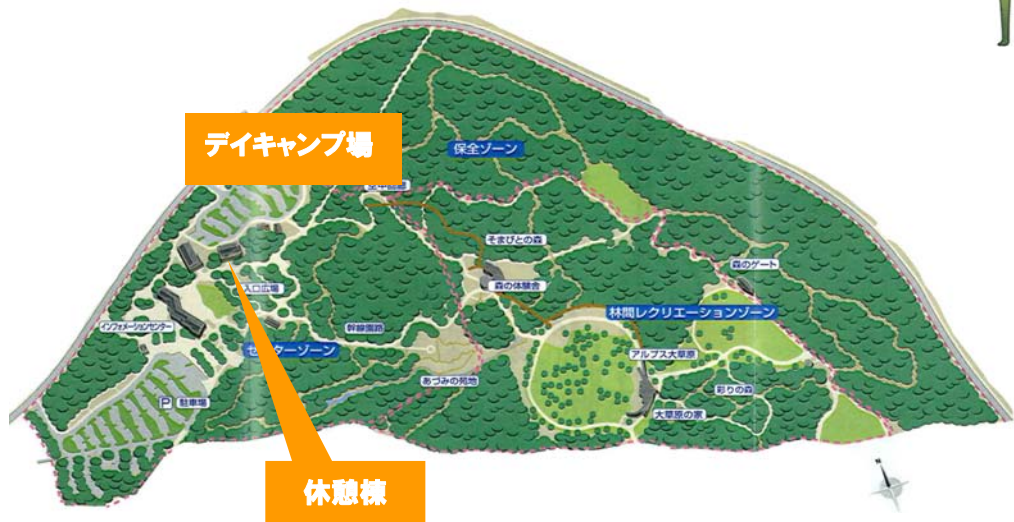 デイキャンプ場
保全ゾーン
そまびとの森
森のゲート
森の体験舎
入口広場
林間レクリエーションゾーン
インフォメーションセンター
幹線園路
センターゾーン
アルプス大草原
あづみの苑地
彩りの森
P 駐車場
大草原の家
休憩棟